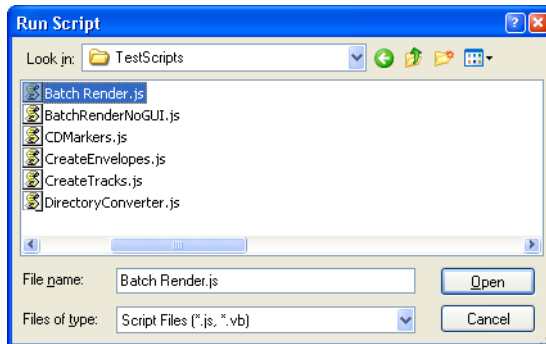 Run Script
Look in: TestScripts
Batch Render.js
BatchRenderNoGUI.js
CDMarkers.js
CreateEnvelopes.js
CreateTracks.js
DirectoryConverter.js
File name: Batch Render.js Open
Files of type: Script Files (*.js, *.vb) Cancel